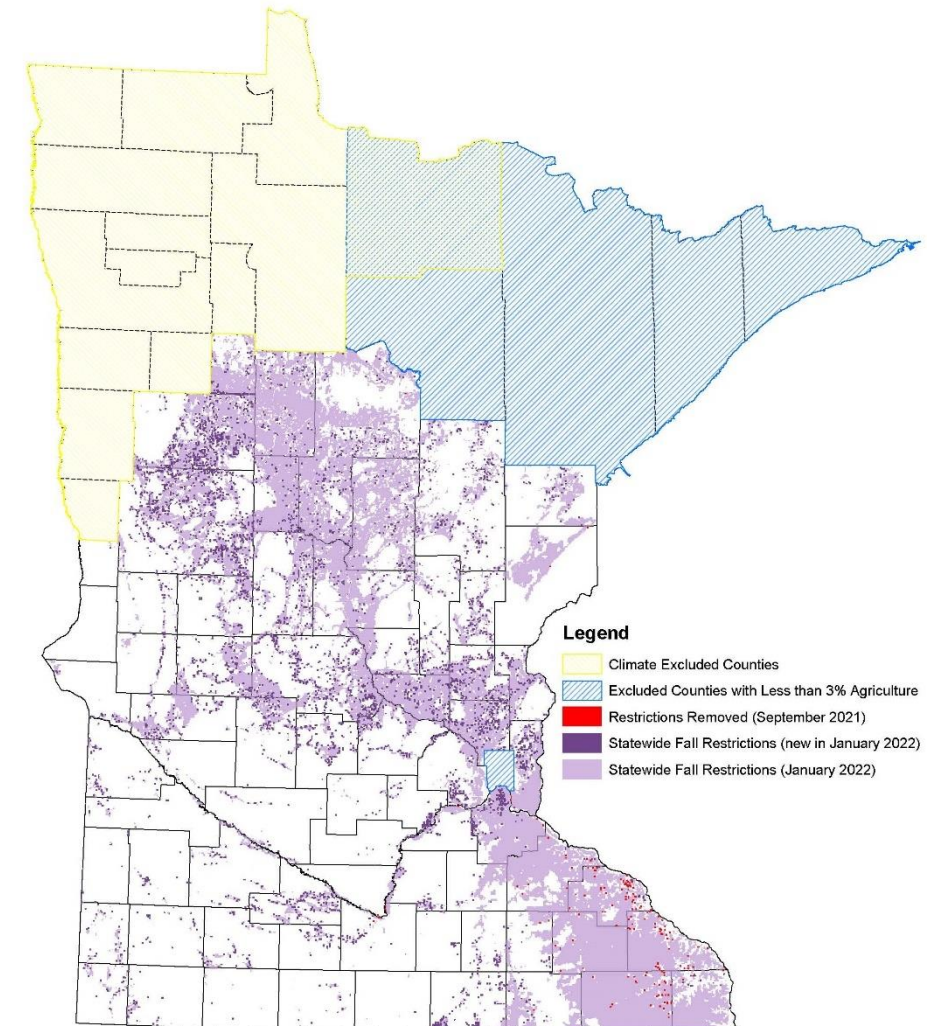 Legend
Climate Excluded Counties
Excluded Counties with Less than 3% Agriculture
Restrictions Removed (September 2021)
Statewide Fall Restrictions (new in January 2022)
Statewide Fall Restrictions (January 2022)